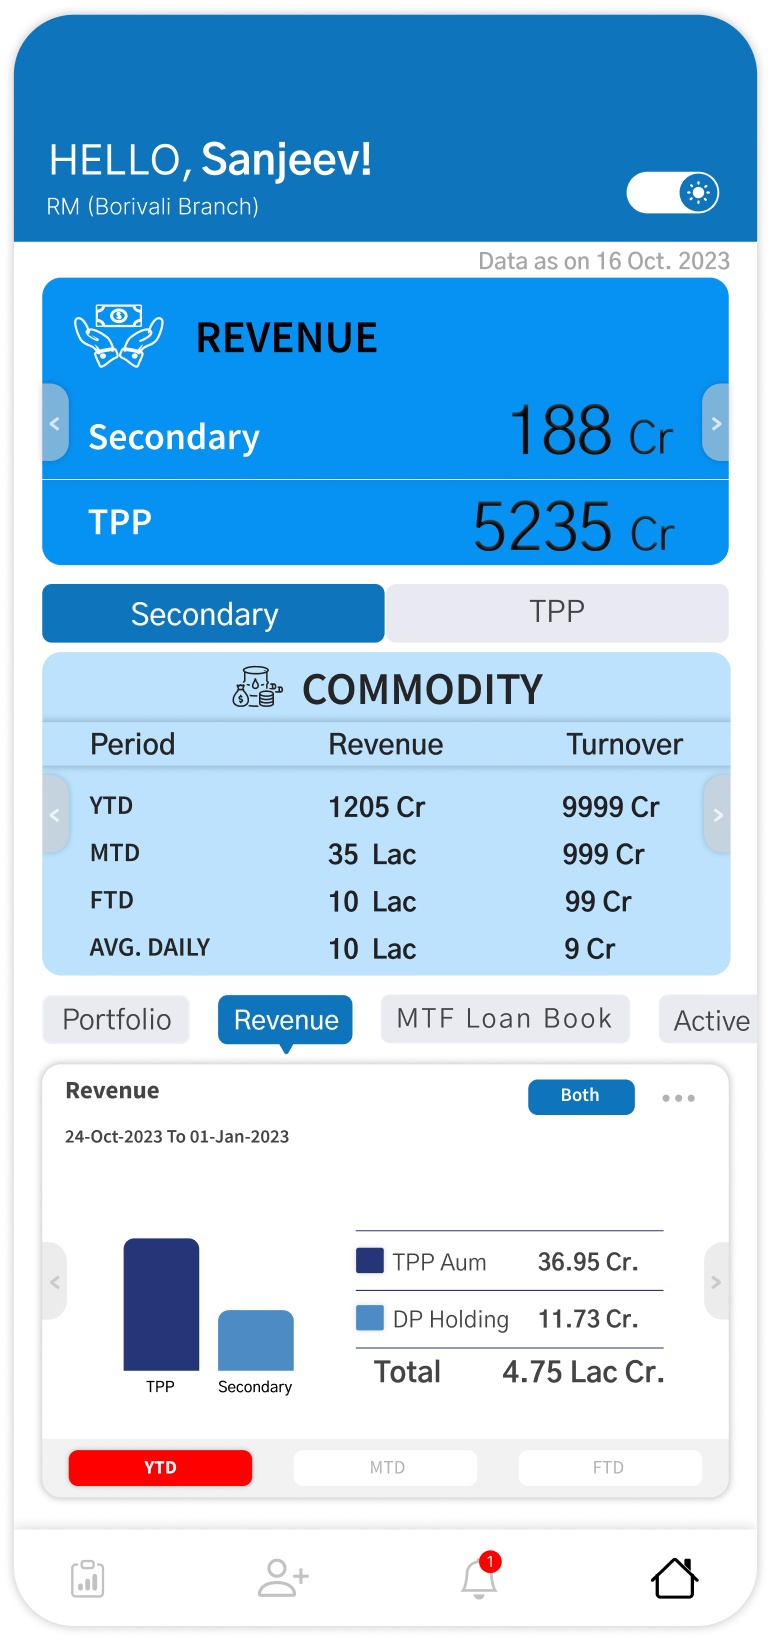 HELLO, Sanjeev!
RM (Borivali Branch)
Data as on 16 Oct. 2023
REVENUE
Secondary 188 Cr
TPP 5235 Cr
Secondary TPP
COMMODITY
Period Revenue Turnover
YTD 1205 Cr 9999 Cr
MTD 35 Lac 999 Cr
FTD 10 Lac 99 Cr
AVG. DAILY 10 Lac 9 Cr
Portfolio Revenue MTF Loan Book Active
Revenue Both
24-Oct-2023 To 01-Jan-2023
TPP Aum 36.95 Cr.
DP Holding 11.73 Cr.
Total 4.75 Lac Cr.
TPP Secondary
YTD MTD FTD
1